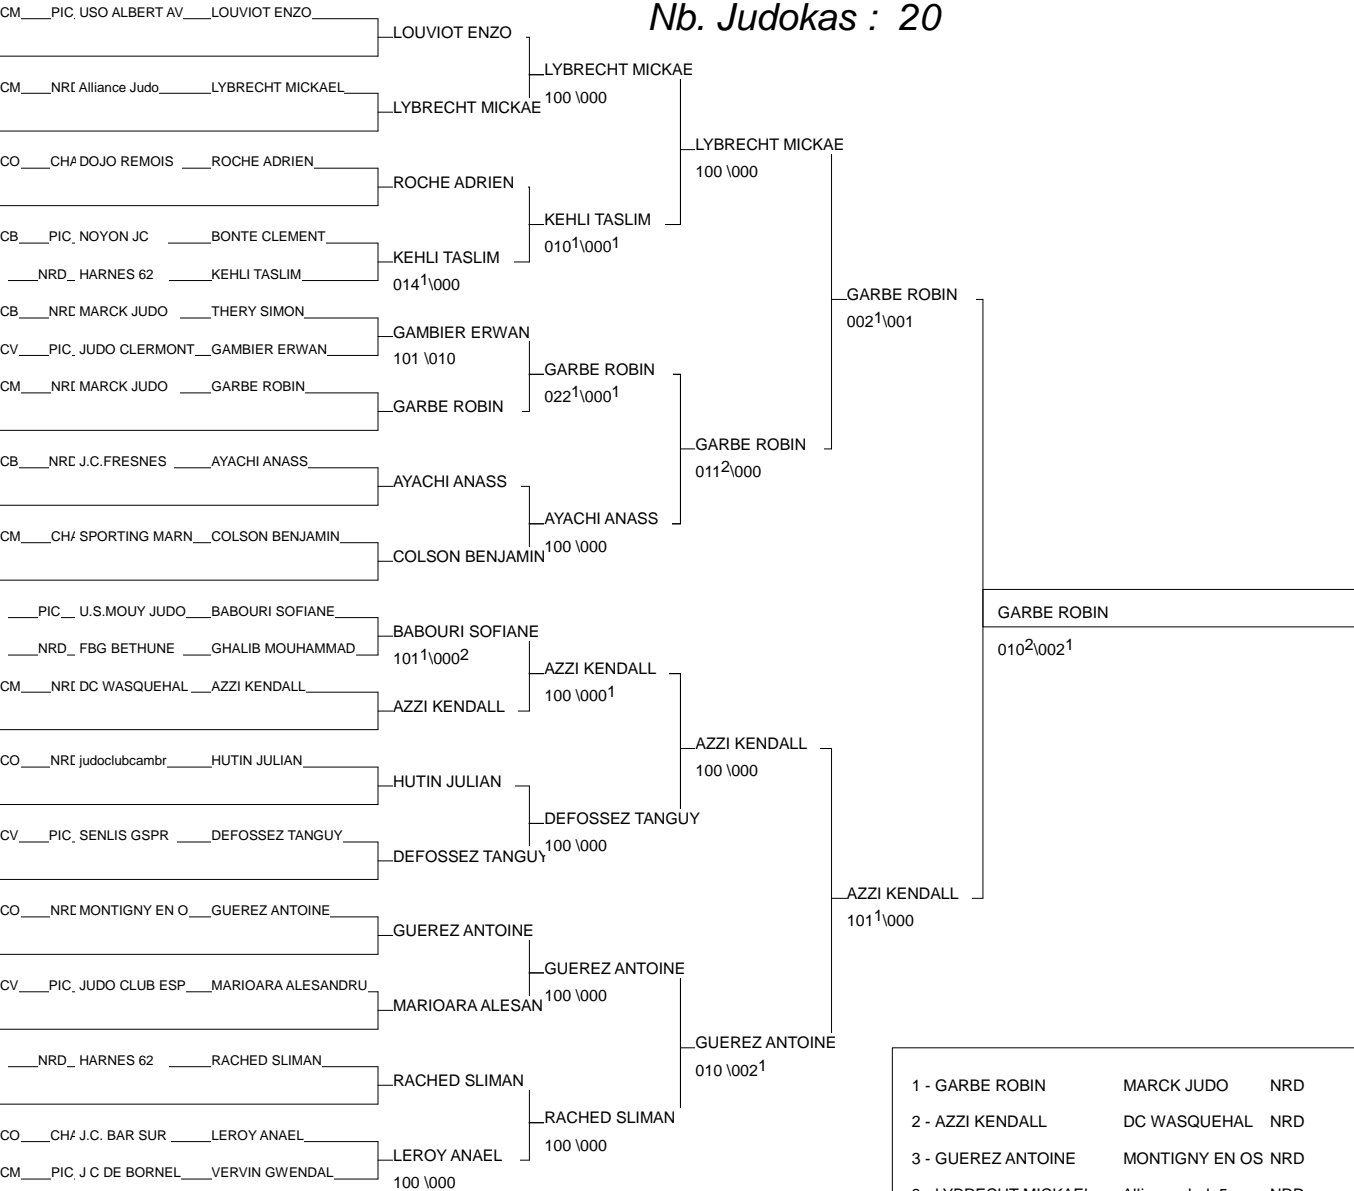 Nb. Judokas : 20
CM PIC USO ALBERT AV LOUVIOT ENZO
LOUVIOT ENZO
LYBRECHT MICKAE
100 \000
CM NRD Alliance Judo LYBRECHT MICKAEL
LYBRECHT MICKAE
LYBRECHT MICKAE
100 \000
CO CHA DOJO REMOIS ROCHE ADRIEN
ROCHE ADRIEN
KEHLI TASLIM
010¹\000¹
CB PIC NOYON JC BONTE CLEMENT
KEHLI TASLIM
014¹\000
NRD HARNES 62 KEHLI TASLIM
GARBE ROBIN
002¹\001
CB NRD MARCK JUDO THERY SIMON
GAMBIER ERWAN
101 \010
CV PIC JUDO CLERMONT GAMBIER ERWAN
GARBE ROBIN
022¹\000¹
CM NRD MARCK JUDO GARBE ROBIN
GARBE ROBIN
GARBE ROBIN
011²\000
CB NRD J.C.FRESNES AYACHI ANASS
AYACHI ANASS
AYACHI ANASS
100 \000
CM CHA SPORTING MARN COLSON BENJAMIN
COLSON BENJAMIN
GARBE ROBIN
010²\002¹
PIC U.S.MOUY JUDO BABOURI SOFIANE
BABOURI SOFIANE
101¹\000²
NRD FBG BETHUNE GHALIB MOUHAMMAD
AZZI KENDALL
100 \000¹
CM NRD DC WASQUEHAL AZZI KENDALL
AZZI KENDALL
AZZI KENDALL
100 \000
CO NRD judoclubcambr HUTIN JULIAN
HUTIN JULIAN
DEFOSSEZ TANGUY
100 \000
CV PIC SENLIS GSPR DEFOSSEZ TANGUY
DEFOSSEZ TANGUY
AZZI KENDALL
101¹\000
CO NRD MONTIGNY EN O GUEREZ ANTOINE
GUEREZ ANTOINE
GUEREZ ANTOINE
100 \000
CV PIC JUDO CLUB ESP MARIOARA ALESANDRU
MARIOARA ALESAN
GUEREZ ANTOINE
010 \002¹
NRD HARNES 62 RACHED SLIMAN
RACHED SLIMAN
RACHED SLIMAN
100 \000
CO CHA J.C. BAR SUR LEROY ANAEL
LEROY ANAEL
100 \000
CM PIC J C DE BORNEL VERVIN GWENDAL
1 - GARBE ROBIN MARCK JUDO NRD
2 - AZZI KENDALL DC WASQUEHAL NRD
3 - GUEREZ ANTOINE MONTIGNY EN OS NRD